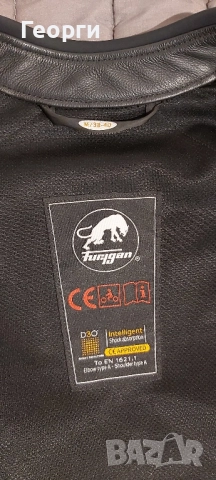 Георги
M/38-40
Furygan
®
CE
D3O
Intelligent
Shock absorption
CE APPROVED
To EN 1621.1
Elbow type A - Shoulder type A
BAZAR